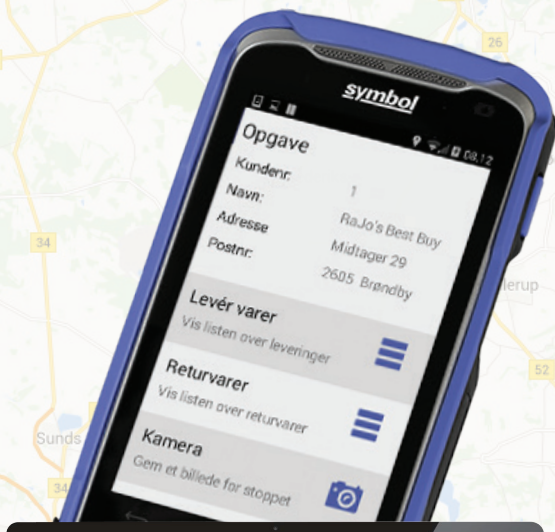 26
symbol
08.12
Opgave
Kundenr: 1
Navn: RaJo's Best Buy
Adresse Midtager 29
Postnr: 2605 Brøndby
34
lerup
Levér varer
Vis listen over leveringer
52
Returvarer
Vis listen over returvarer
Sunds
Kamera
Gem et billede for stoppet
34